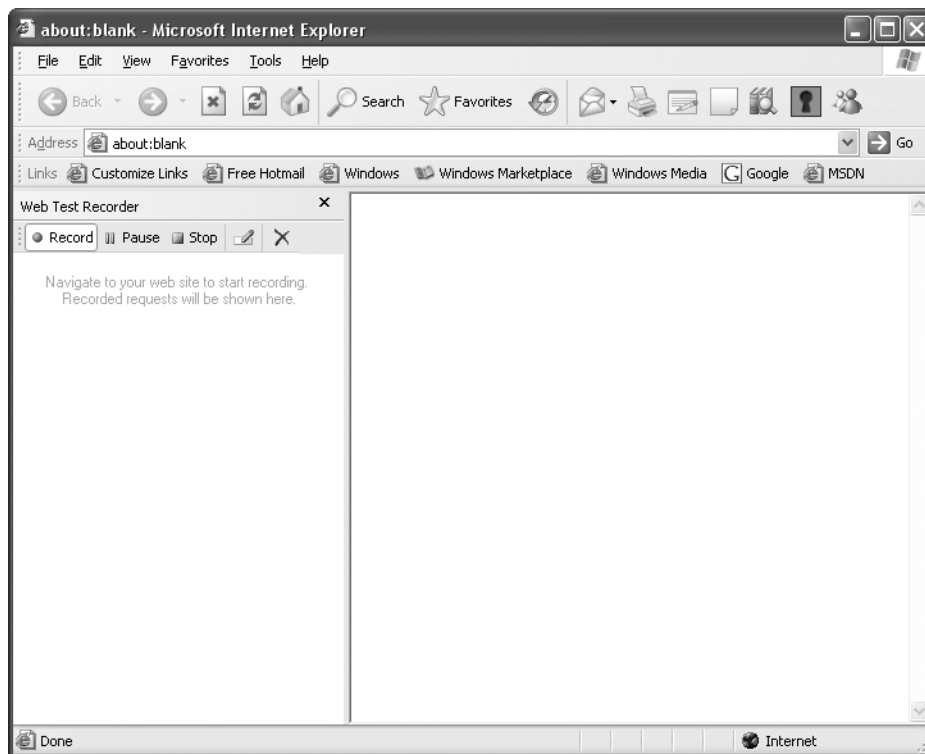 about:blank - Microsoft Internet Explorer
File Edit View Favorites Tools Help
Back Search Favorites
Address about:blank Go
Links Customize Links Free Hotmail Windows Windows Marketplace Windows Media G Google MSDN
Web Test Recorder
Record Pause Stop
Navigate to your web site to start recording.
Recorded requests will be shown here.
Done Internet